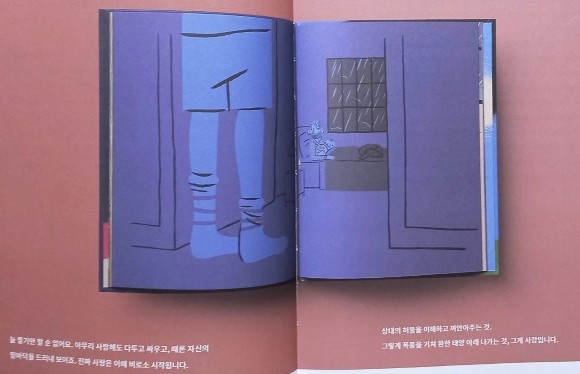 늘 좋기만 할 순 없어요. 아무리 사랑해도 다투고 싸우고, 때론 자신의
밑바닥을 드러내 보이죠. 진짜 사랑은 이때 비로소 시작됩니다.
상대의 허물을 이해하고 껴안아주는 것.
그렇게 폭풍을 거쳐 환한 태양 아래 나가는 것, 그게 사랑입니다.